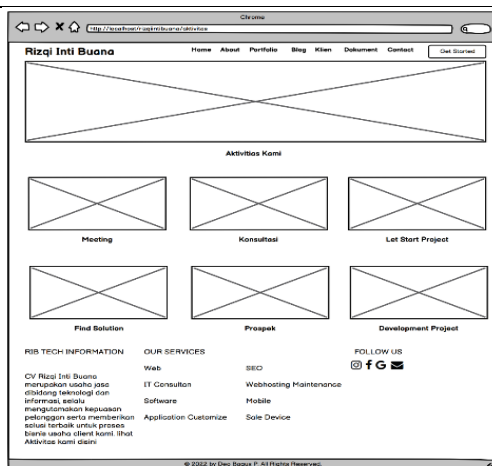 Chrome
http://localhost/rizqintibuana/aktivitas
Rizqi Inti Buana Home About Portfolio Blog Klien Dokument Contact Get Started
Aktivitias Kami
Meeting Konsultasi Let Start Project
Find Solution Prospek Development Project
RIB TECH INFORMATION OUR SERVICES FOLLOW US
Web SEO
CV Rizqi Inti Buana
merupakan usaha jasa
dibidang teknologi dan
informasi, selalu
mengutamakan kepuasan
pelanggan serta memberikan
solusi terbaik untuk proses
bisnis usaha client kami. lihat
Aktivitas kami disini
IT Consultan Webhosting Maintenance
Software Mobile
Application Customize Sale Device
© 2022 by Dec Bagus P. All Rights Reserved.